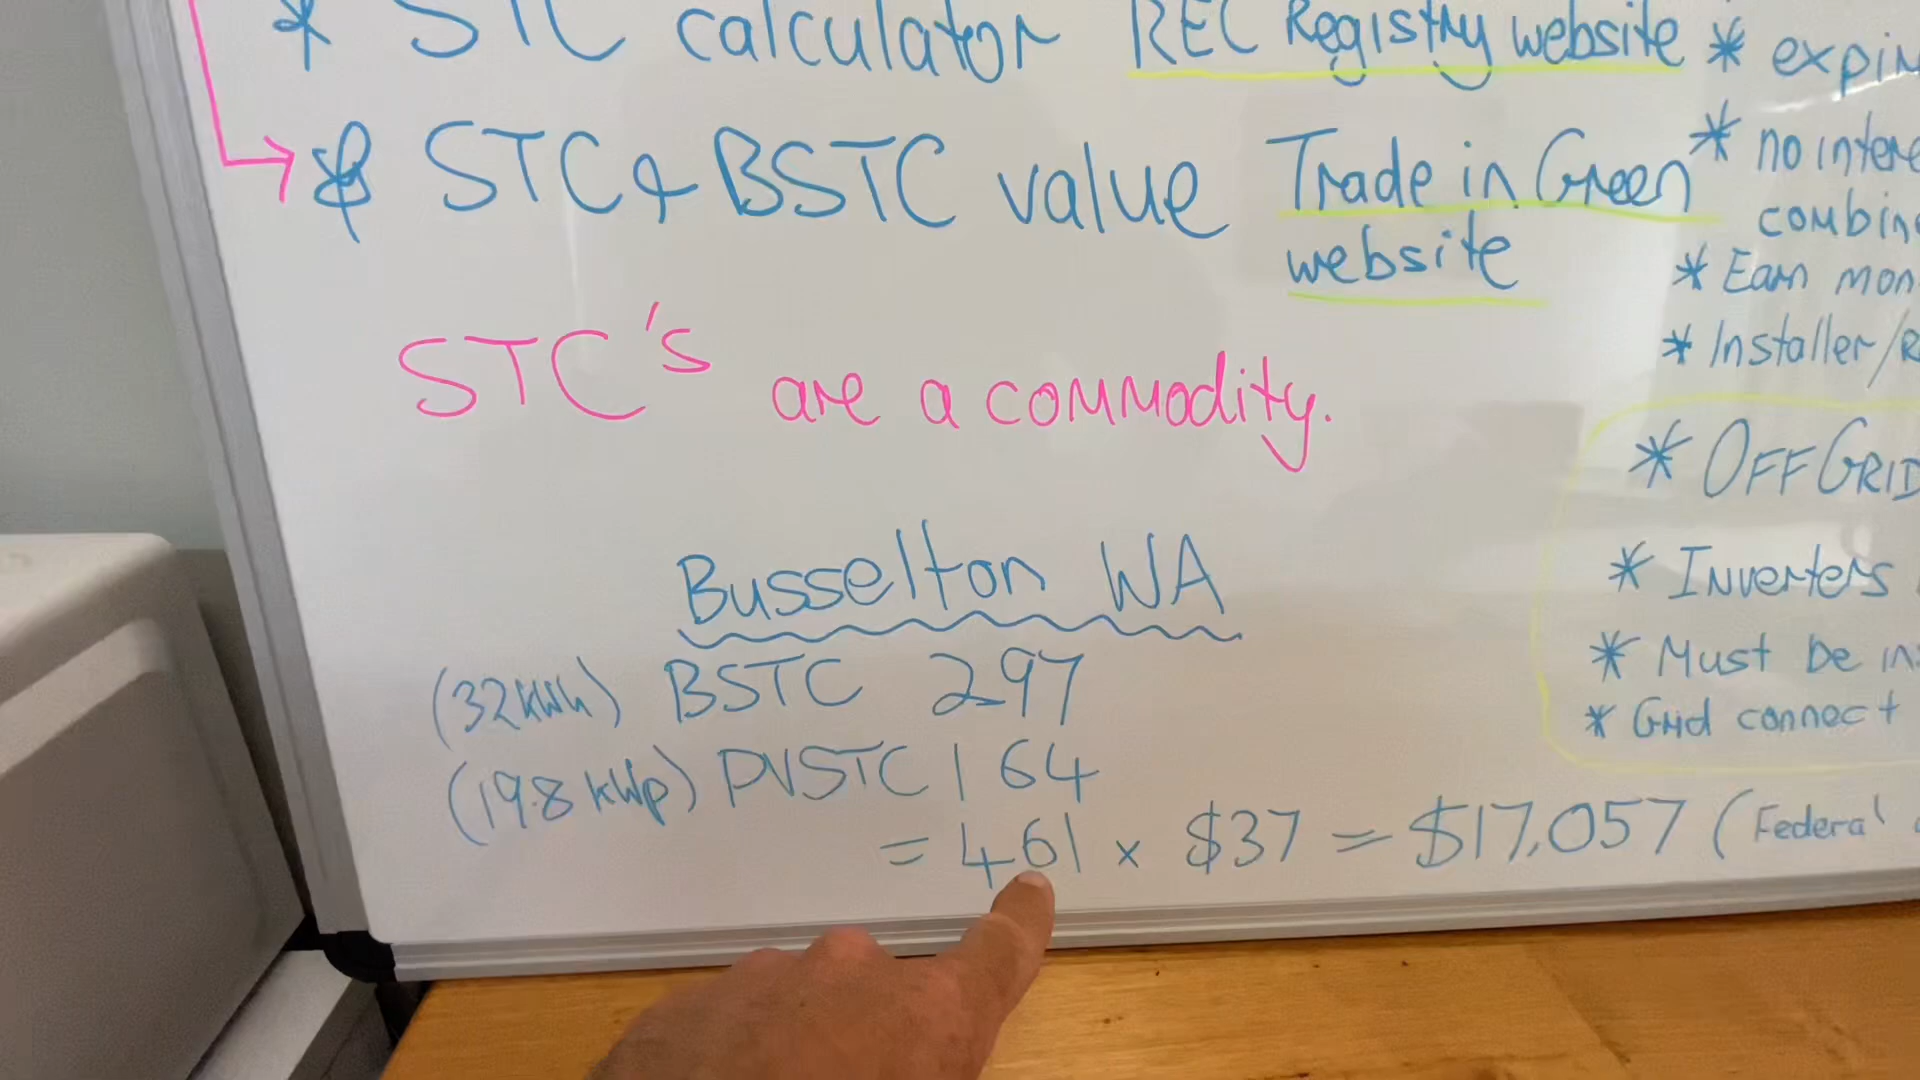 * STC calculator REC Registry website
* STC & BSTC value Trade in Green
website
STC's are a commodity.
Busselton WA
(32kWh) BSTC 297
(19.8 kWp) PVSTC 164
= 461 x $37 = $17,057 (Federal
*
* no
* Earn
* Installer/
* OFF GRID
* Inverters
* Must be
* Grid connect